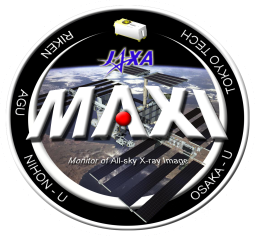 JAXA
RIKEN
TOKYO TECH
AGU
MAXI
Monitor of All-sky X-ray Image
NIHON - U
OSAKA - U